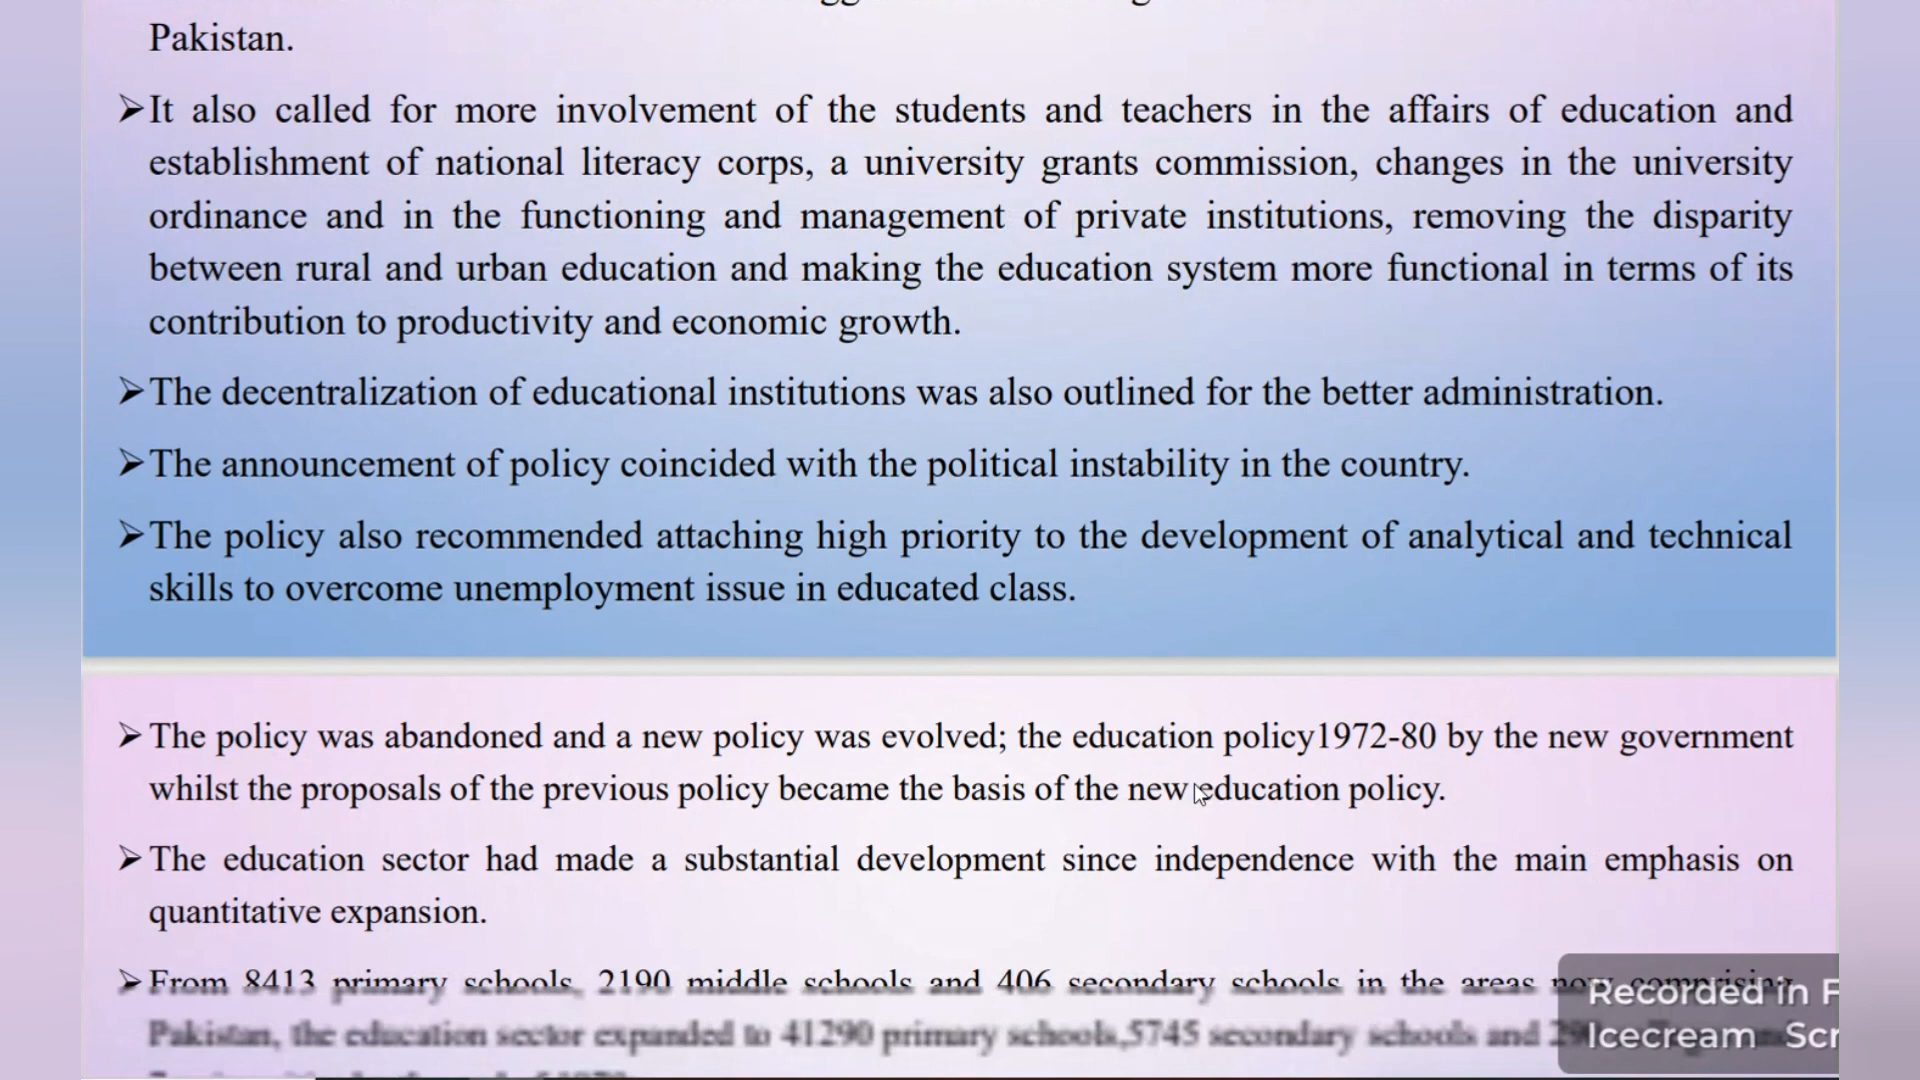 Pakistan.
➢It also called for more involvement of the students and teachers in the affairs of education and
establishment of national literacy corps, a university grants commission, changes in the university
ordinance and in the functioning and management of private institutions, removing the disparity
between rural and urban education and making the education system more functional in terms of its
contribution to productivity and economic growth.
➢The decentralization of educational institutions was also outlined for the better administration.
➢The announcement of policy coincided with the political instability in the country.
➢The policy also recommended attaching high priority to the development of analytical and technical
skills to overcome unemployment issue in educated class.
➢The policy was abandoned and a new policy was evolved; the education policy1972-80 by the new government
whilst the proposals of the previous policy became the basis of the new education policy.
➢The education sector had made a substantial development since independence with the main emphasis on
quantitative expansion.
➢From 8413 primary schools, 2190 middle schools and 406 secondary schools in the areas now comprising
Pakistan, the education sector expanded to 41290 primary schools,5745 secondary schools and
Recorded in F
Icecream Scr